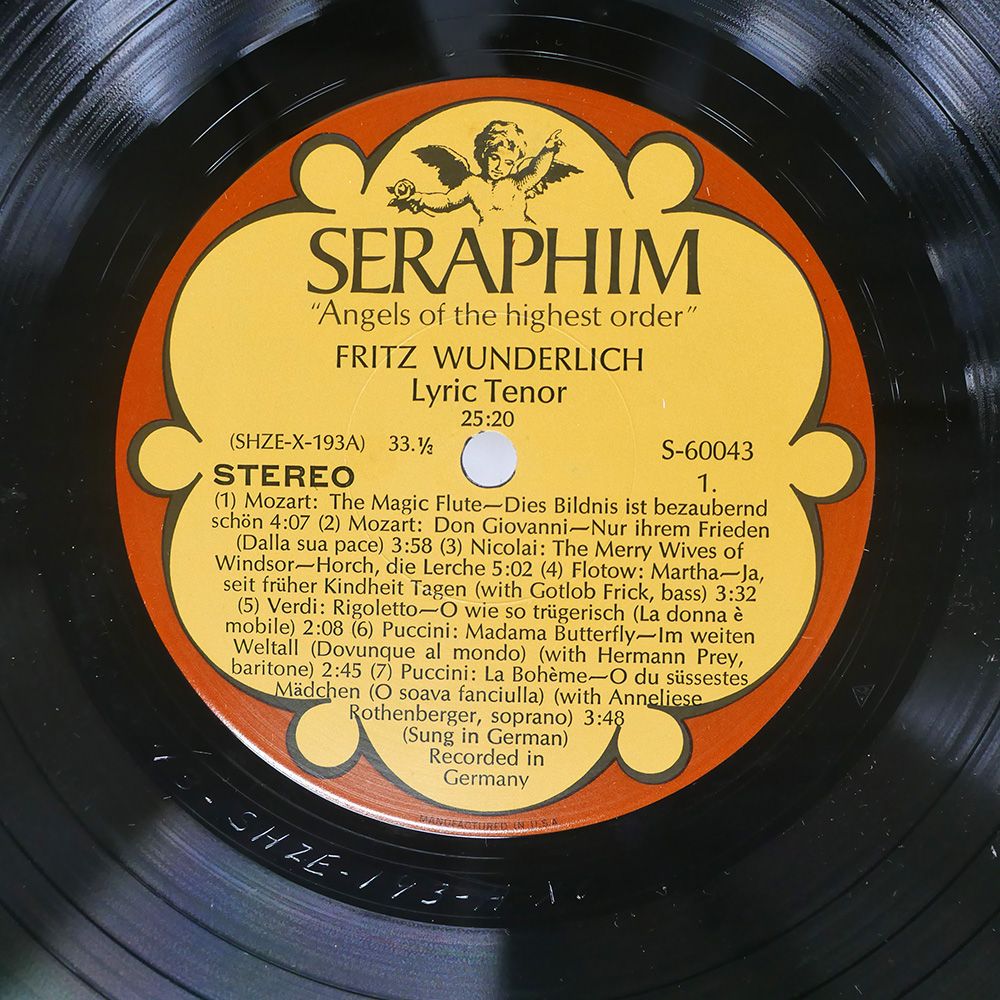 SERAPHIM
“Angels of the highest order”
FRITZ WUNDERLICH
Lyric Tenor
25:20
(SHZE-X-193A) 33.⅓ S-60043
STEREO 1.
(1) Mozart: The Magic Flute—Dies Bildnis ist bezaubernd
schön 4:07 (2) Mozart: Don Giovanni—Nur ihrem Frieden
(Dalla sua pace) 3:58 (3) Nicolai: The Merry Wives of
Windsor—Horch, die Lerche 5:02 (4) Flotow: Martha—Ja,
seit früher Kindheit Tagen (with Gotlob Frick, bass) 3:32
(5) Verdi: Rigoletto—O wie so trügerisch (La donna è
mobile) 2:08 (6) Puccini: Madama Butterfly—Im weiten
Weltall (Dovunque al mondo) (with Hermann Prey,
baritone) 2:45 (7) Puccini: La Bohème—O du süssestes
Mädchen (O soava fanciulla) (with Anneliese
Rothenberger, soprano) 3:48
(Sung in German)
Recorded in
Germany
MANUFACTURED IN U.S.A.
SHZE-193-